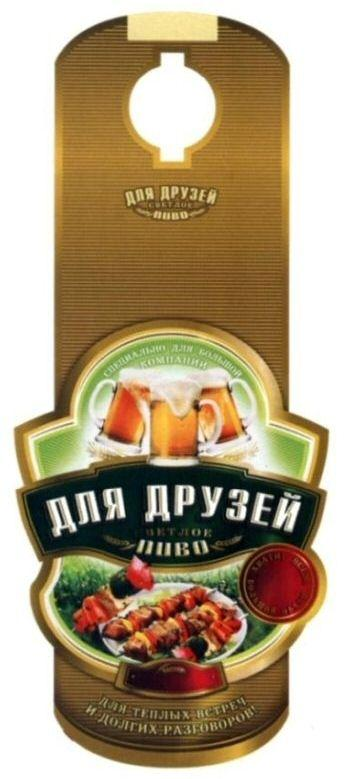 ДЛЯ ДРУЗЕЙ
СВЕТЛОЕ
ПИВО
СПЕЦИАЛЬНО ДЛЯ БОЛЬШОЙ
КОМПАНИИ
ДЛЯ ДРУЗЕЙ
СВЕТЛОЕ
ПИВО
ДЛЯ ТЕПЛЫХ ВСТРЕЧ
И ДОЛГИХ РАЗГОВОРОВ!